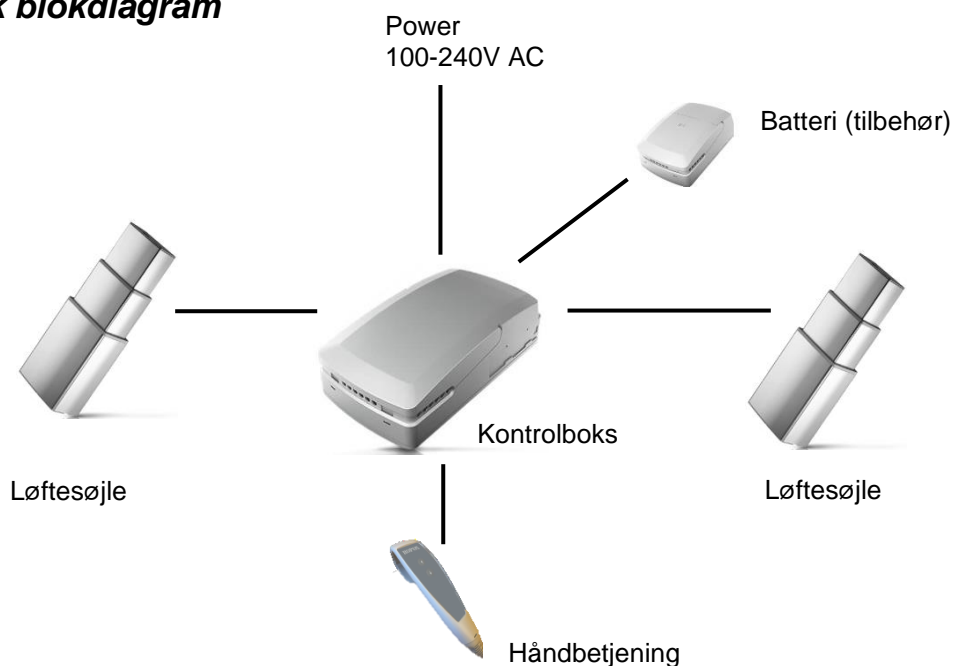 k blokdiagram
Power
100-240V AC
Batteri (tilbehør)
Kontrolboks
Løftesøjle
Løftesøjle
Håndbetjening